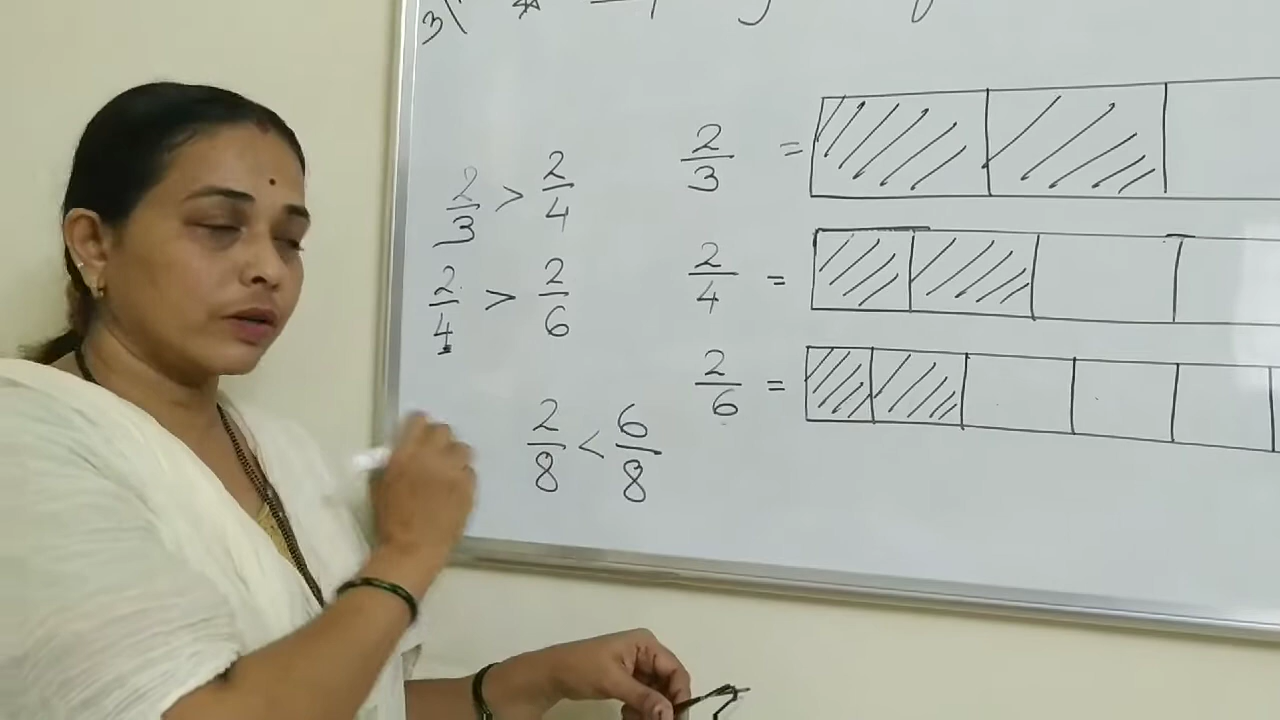 2/3 > 2/4
2/4 > 2/6
2/8 < 6/8
2/3 =
2/4 =
2/6 =